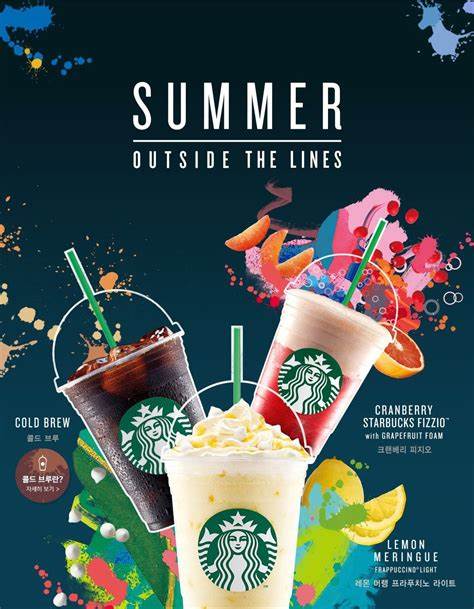 SUMMER
OUTSIDE THE LINES
COLD BREW
콜드 브루
콜드 브루란?
자세히 보기 >
CRANBERRY
STARBUCKS FIZZIO™
with GRAPEFRUIT FOAM
크랜베리 피지오
LEMON
MERINGUE
FRAPPUCCINO® LIGHT
레몬 머랭 프라푸치노 라이트